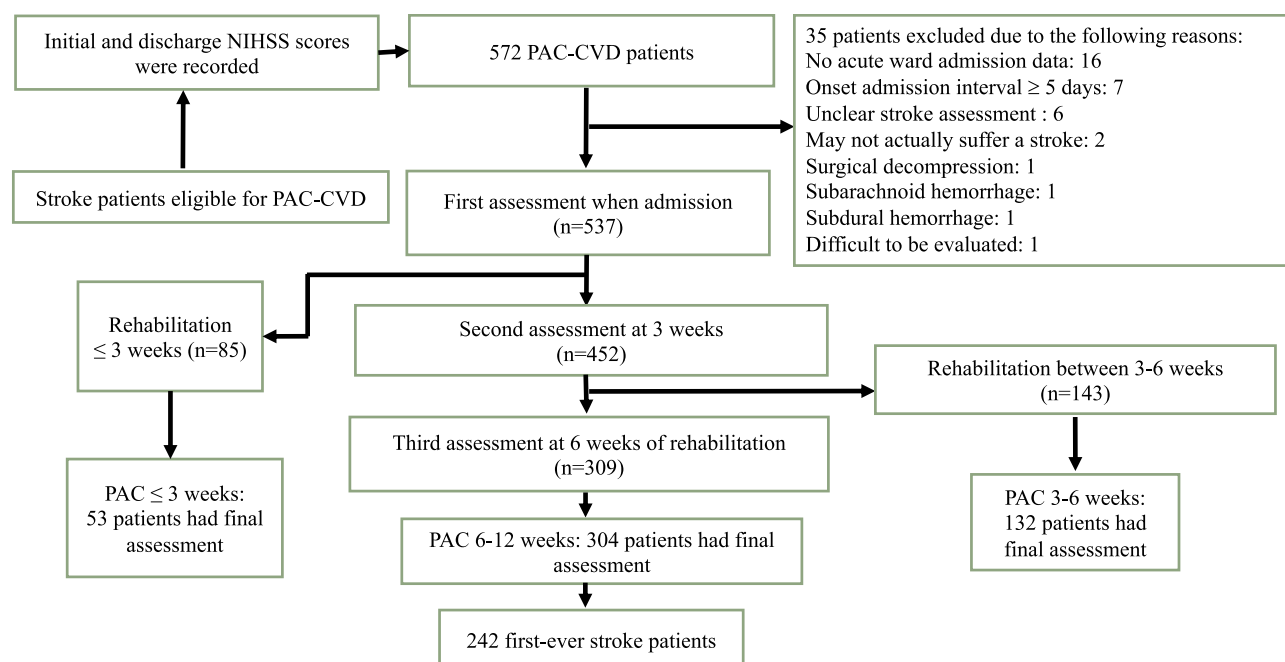 Initial and discharge NIHSS scores
were recorded
572 PAC-CVD patients
35 patients excluded due to the following reasons:
No acute ward admission data: 16
Onset admission interval ≥ 5 days: 7
Unclear stroke assessment : 6
May not actually suffer a stroke: 2
Surgical decompression: 1
Subarachnoid hemorrhage: 1
Subdural hemorrhage: 1
Difficult to be evaluated: 1
Stroke patients eligible for PAC-CVD
First assessment when admission
(n=537)
Rehabilitation
≤ 3 weeks (n=85)
Second assessment at 3 weeks
(n=452)
Rehabilitation between 3-6 weeks
(n=143)
Third assessment at 6 weeks of rehabilitation
(n=309)
PAC ≤ 3 weeks:
53 patients had final
assessment
PAC 3-6 weeks:
132 patients had
final assessment
PAC 6-12 weeks: 304 patients had final
assessment
242 first-ever stroke patients